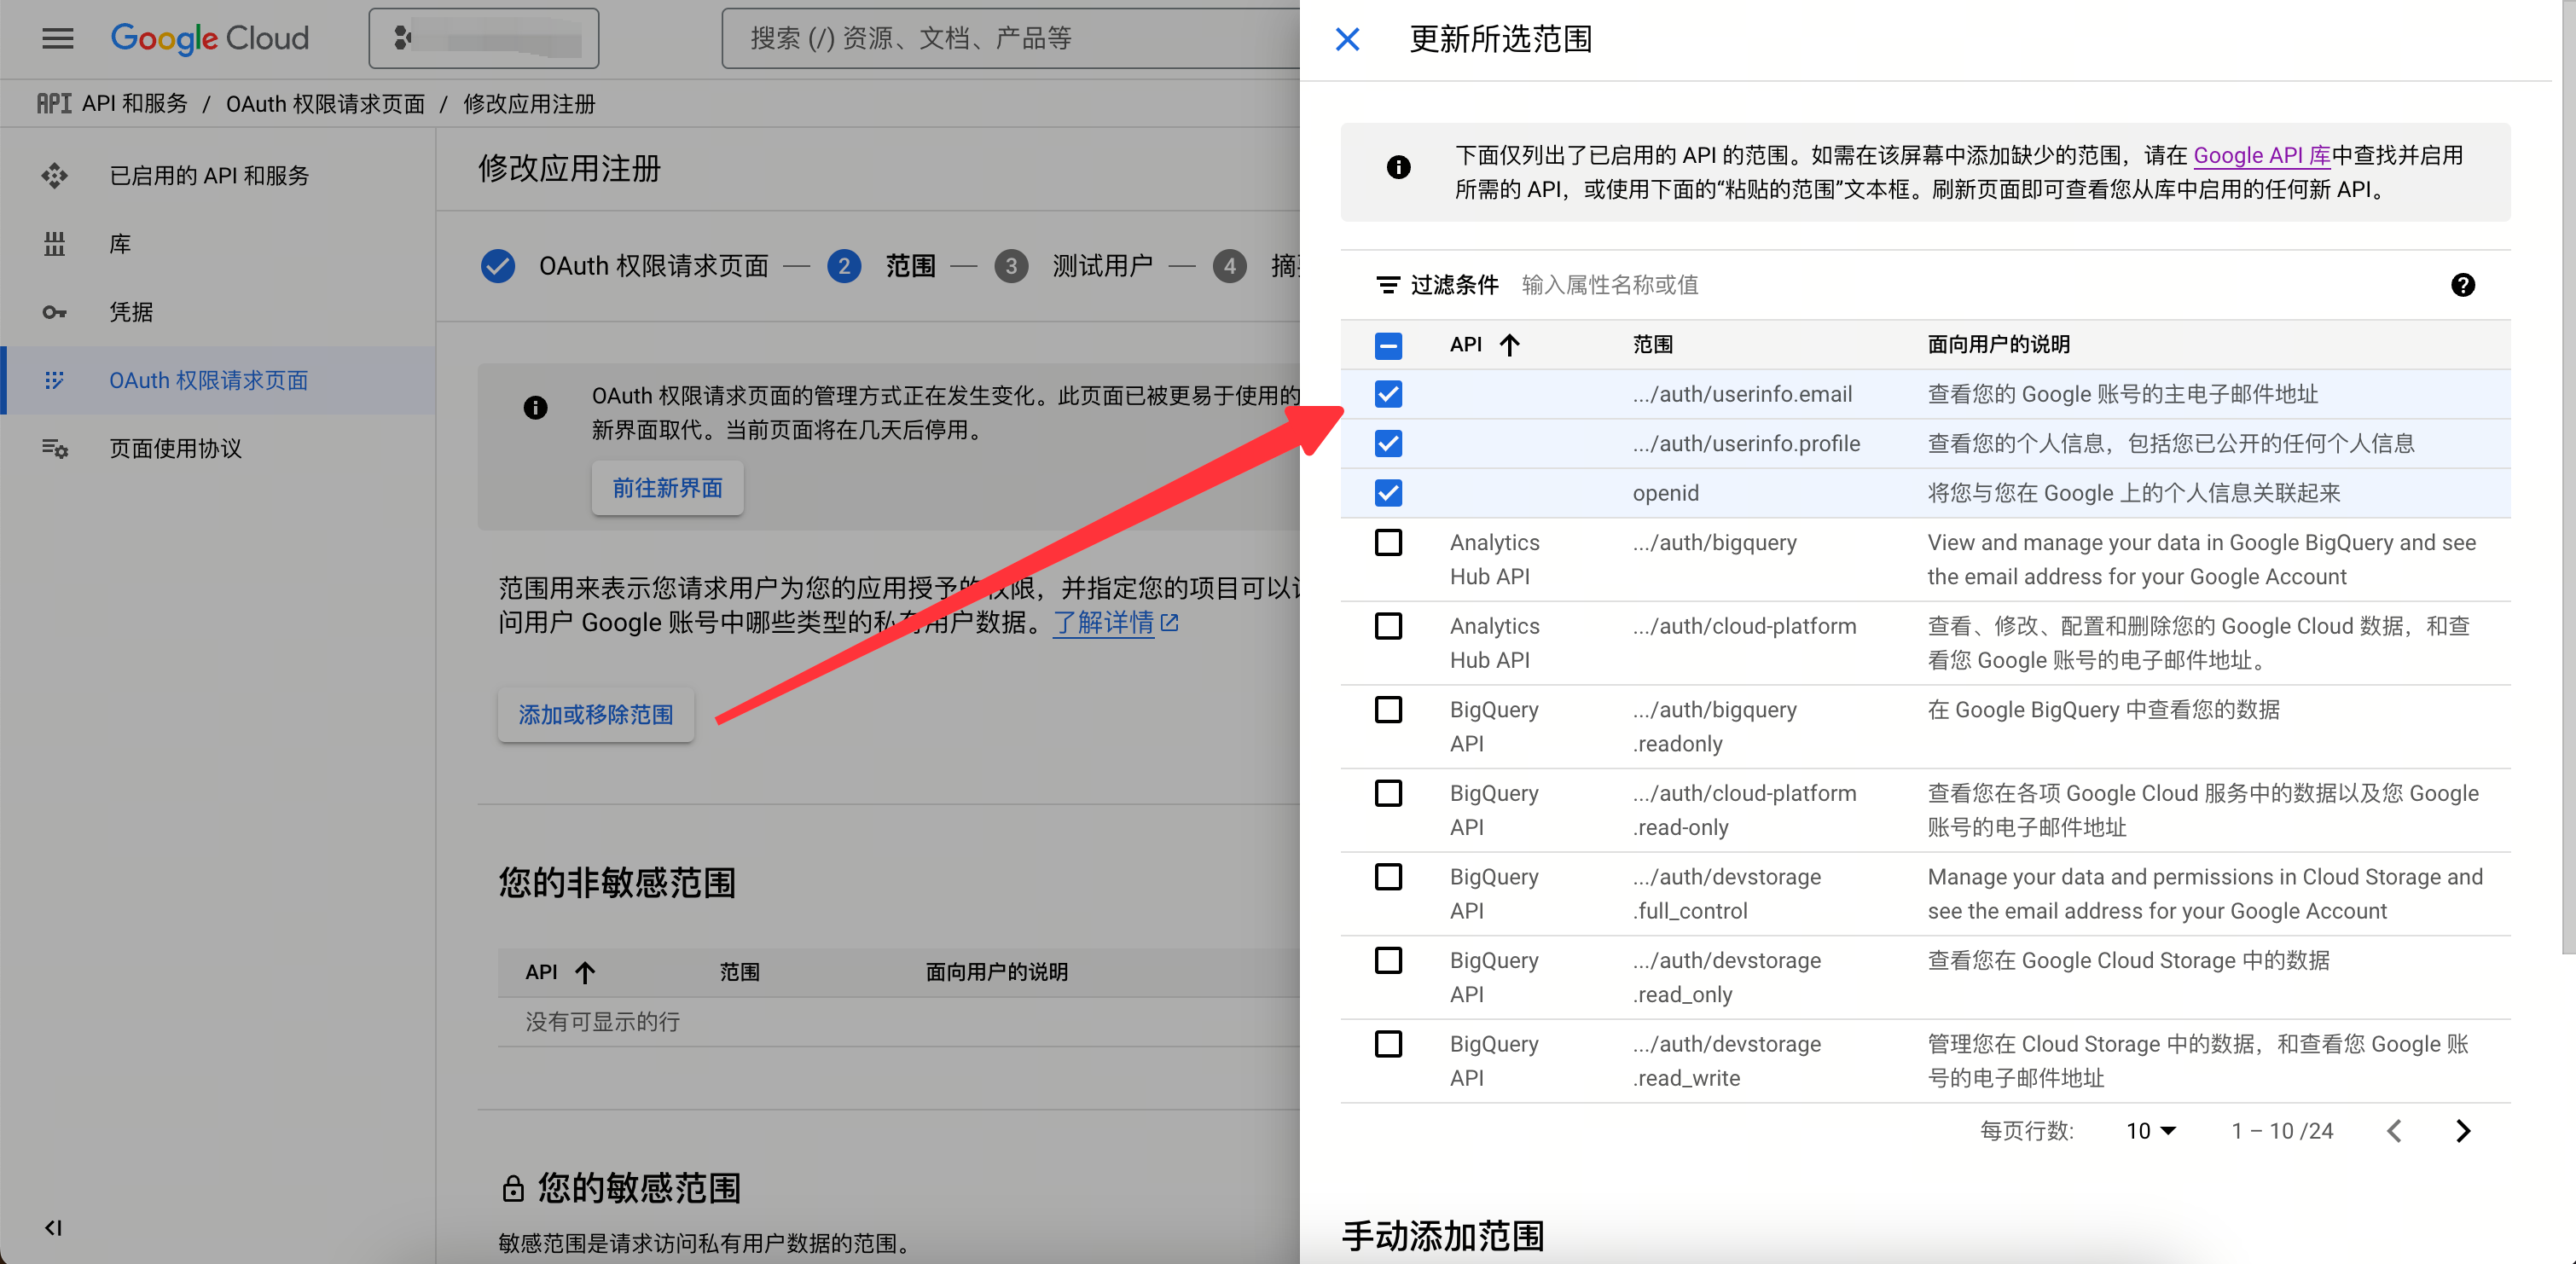 Google Cloud
搜索 (/) 资源、文档、产品等
API API 和服务 / OAuth 权限请求页面 / 修改应用注册
已启用的 API 和服务
库
凭据
OAuth 权限请求页面
页面使用协议
修改应用注册
OAuth 权限请求页面 — 2 范围 — 3 测试用户 — 4
OAuth 权限请求页面的管理方式正在发生变化。此页面已被更易于使用的
新界面取代。当前页面将在几天后停用。
前往新界面
范围用来表示您请求用户为您的应用授予的权限，并指定您的项目可以
问用户 Google 账号中哪些类型的私有用户数据。了解详情
添加或移除范围
您的非敏感范围
API 范围 面向用户的说明
没有可显示的行
您的敏感范围
敏感范围是请求访问私有用户数据的范围。
更新所选范围
下面仅列出了已启用的 API 的范围。如需在该屏幕中添加缺少的范围，请在 Google API 库中查找并启用
所需的 API，或使用下面的“粘贴的范围”文本框。刷新页面即可查看您从库中启用的任何新 API。
过滤条件 输入属性名称或值
API 范围 面向用户的说明
.../auth/userinfo.email 查看您的 Google 账号的主电子邮件地址
.../auth/userinfo.profile 查看您的个人信息，包括您已公开的任何个人信息
openid 将您与您在 Google 上的个人信息关联起来
Analytics .../auth/bigquery View and manage your data in Google BigQuery and see
Hub API the email address for your Google Account
Analytics .../auth/cloud-platform 查看、修改、配置和删除您的 Google Cloud 数据，和查
Hub API 看您 Google 账号的电子邮件地址。
BigQuery .../auth/bigquery 在 Google BigQuery 中查看您的数据
API .readonly
BigQuery .../auth/cloud-platform 查看您在各项 Google Cloud 服务中的数据以及您 Google
API .read-only 账号的电子邮件地址
BigQuery .../auth/devstorage Manage your data and permissions in Cloud Storage and
API .full_control see the email address for your Google Account
BigQuery .../auth/devstorage 查看您在 Google Cloud Storage 中的数据
API .read_only
BigQuery .../auth/devstorage 管理您在 Cloud Storage 中的数据，和查看您 Google 账
API .read_write 号的电子邮件地址
每页行数: 10 1 – 10 /24
手动添加范围